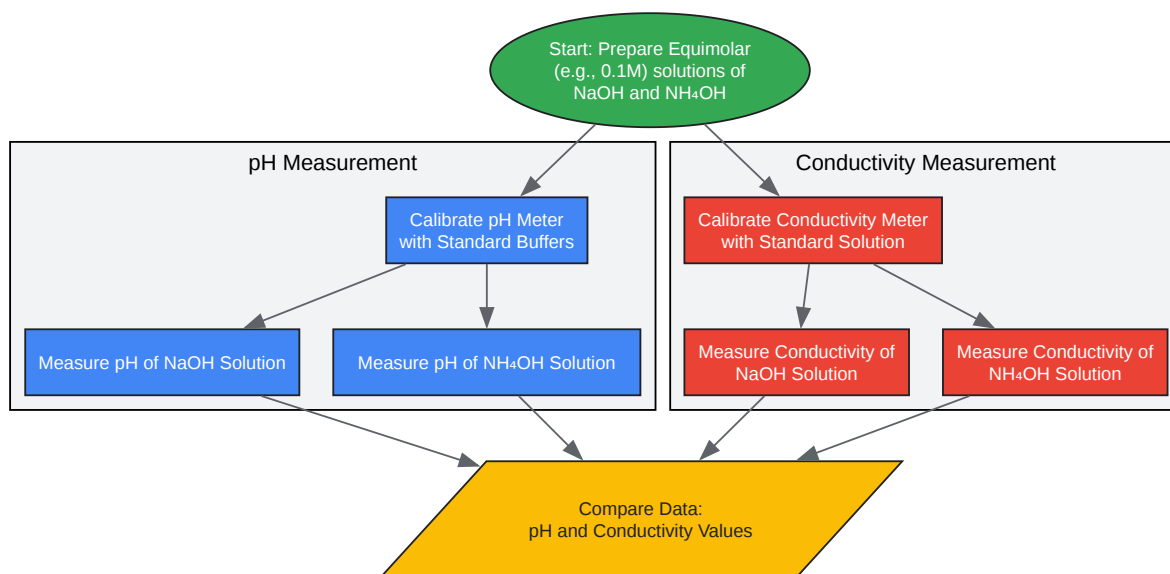 Start: Prepare Equimolar
(e.g., 0.1M) solutions of
NaOH and NH₄OH
pH Measurement
Conductivity Measurement
Calibrate pH Meter
with Standard Buffers
Calibrate Conductivity Meter
with Standard Solution
Measure pH of NaOH Solution
Measure pH of NH₄OH Solution
Measure Conductivity of
NaOH Solution
Measure Conductivity of
NH₄OH Solution
Compare Data:
pH and Conductivity Values